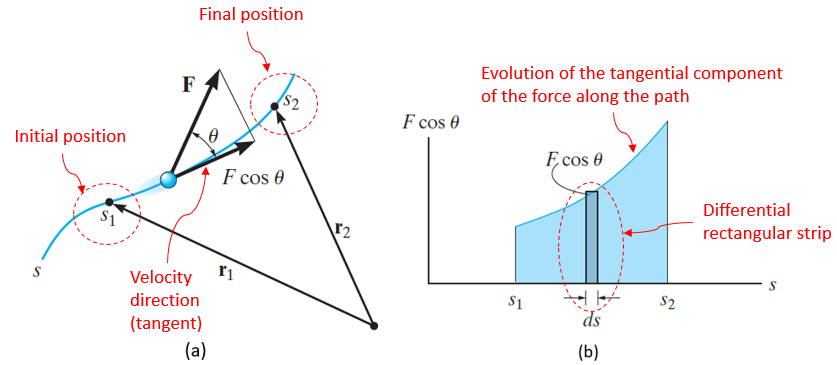 Final position
F
θ
s2
Initial position
F cos θ
s1
r2
r1
s
Velocity
direction
(tangent)
(a)
Evolution of the tangential component
of the force along the path
F cos θ
F cos θ
Differential
rectangular strip
s
s1
s2
ds
(b)